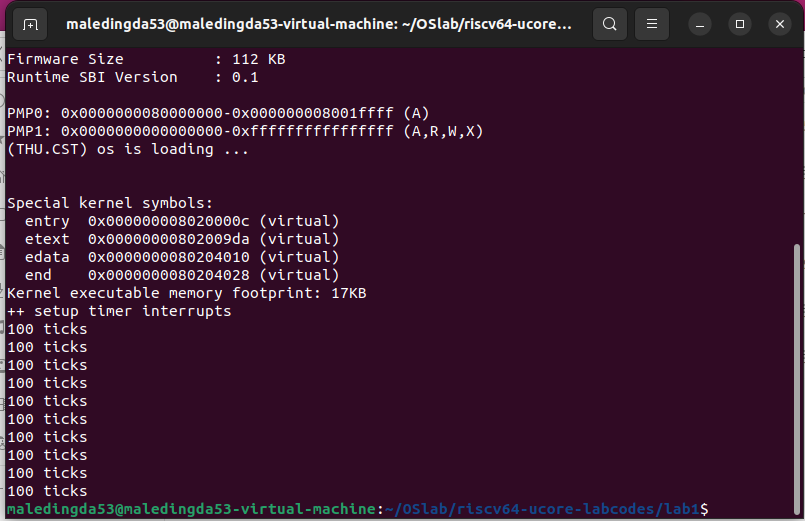 maledingda53@maledingda53-virtual-machine: ~/OSlab/riscv64-ucore...
Firmware Size          : 112 KB
Runtime SBI Version    : 0.1
PMP0: 0x0000000080000000-0x000000008001ffff (A)
PMP1: 0x0000000000000000-0xffffffffffffffff (A,R,W,X)
(THU.CST) os is loading ...
Special kernel symbols:
  entry  0x000000008020000c (virtual)
  etext  0x00000000802009da (virtual)
  edata  0x0000000080204010 (virtual)
  end    0x0000000080204028 (virtual)
Kernel executable memory footprint: 17KB
++ setup timer interrupts
100 ticks
100 ticks
100 ticks
100 ticks
100 ticks
100 ticks
100 ticks
100 ticks
100 ticks
100 ticks
maledingda53@maledingda53-virtual-machine:~/OSlab/riscv64-ucore-labcodes/lab1$